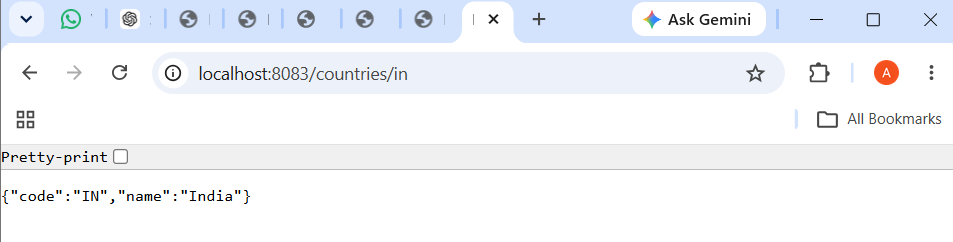 Ask Gemini
localhost:8083/countries/in
A
All Bookmarks
Pretty-print
{"code":"IN","name":"India"}